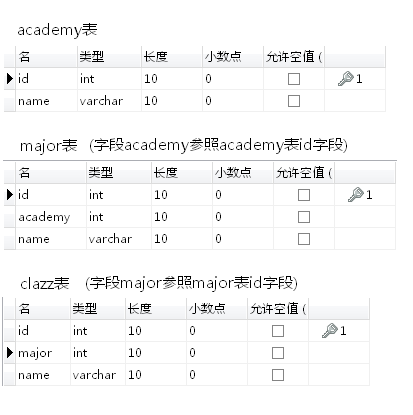 academy表
名 类型 长度 小数点 允许空值 (
id int 10 0 1
name varchar 10 0
major表 (字段academy参照academy表id字段)
名 类型 长度 小数点 允许空值 (
id int 10 0 1
academy int 10 0
name varchar 10 0
clazz表 (字段major参照major表id字段)
名 类型 长度 小数点 允许空值 (
id int 10 0 1
major int 10 0
name varchar 10 0